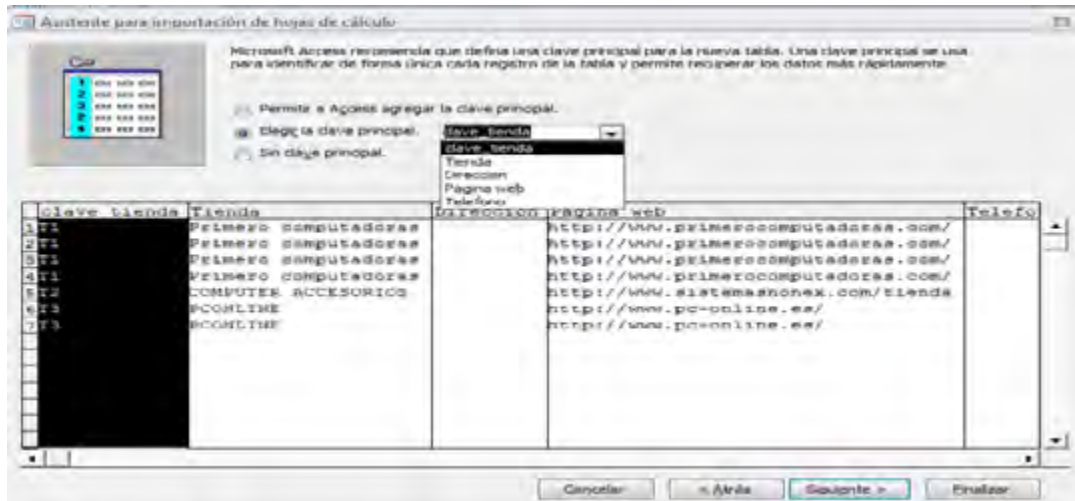 Asistente para importación de hojas de cálculo
Microsoft Access recomienda que defina una clave principal para la nueva tabla. Una clave principal se usa
para identificar de forma única cada registro de la tabla y permite recuperar los datos más rápidamente.
Permitir a Access agregar la clave principal.
Elegir la clave principal.
clave_tienda
Sin clave principal.
clave_tienda
Tienda
Direccion
Pagina web
Telefono
clave tienda Tienda Direccion Pagina web Telefo
1 T1 Primero computadoras http://www.primerocomputadoras.com/
2 T1 Primero computadoras http://www.primerocomputadoras.com/
3 T1 Primero computadoras http://www.primerocomputadoras.com/
4 T1 Primero computadoras http://www.primerocomputadoras.com/
5 T2 COMPUTER ACCESORIOS http://www.sistemasnonex.com/tienda
6 T3 PCONLINE http://www.pc-online.es/
7 T3 PCONLINE http://www.pc-online.es/
Cancelar < Atrás Siguiente > Finalizar